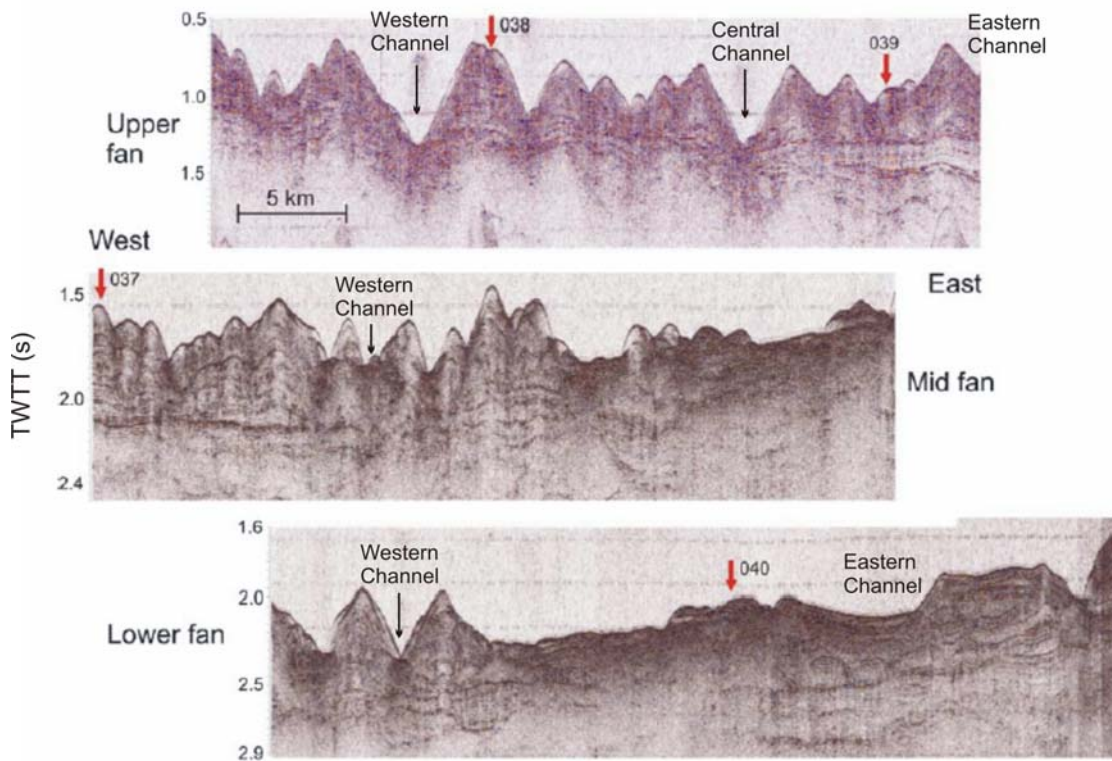 0.5
Western
Channel
038
Central
Channel
039
Eastern
Channel
1.0
Upper
fan
1.5
5 km
West
037
1.5
Western
Channel
East
TWTT (s)
2.0
Mid fan
2.4
1.6
Western
Channel
040
Eastern
Channel
2.0
Lower fan
2.5
2.9